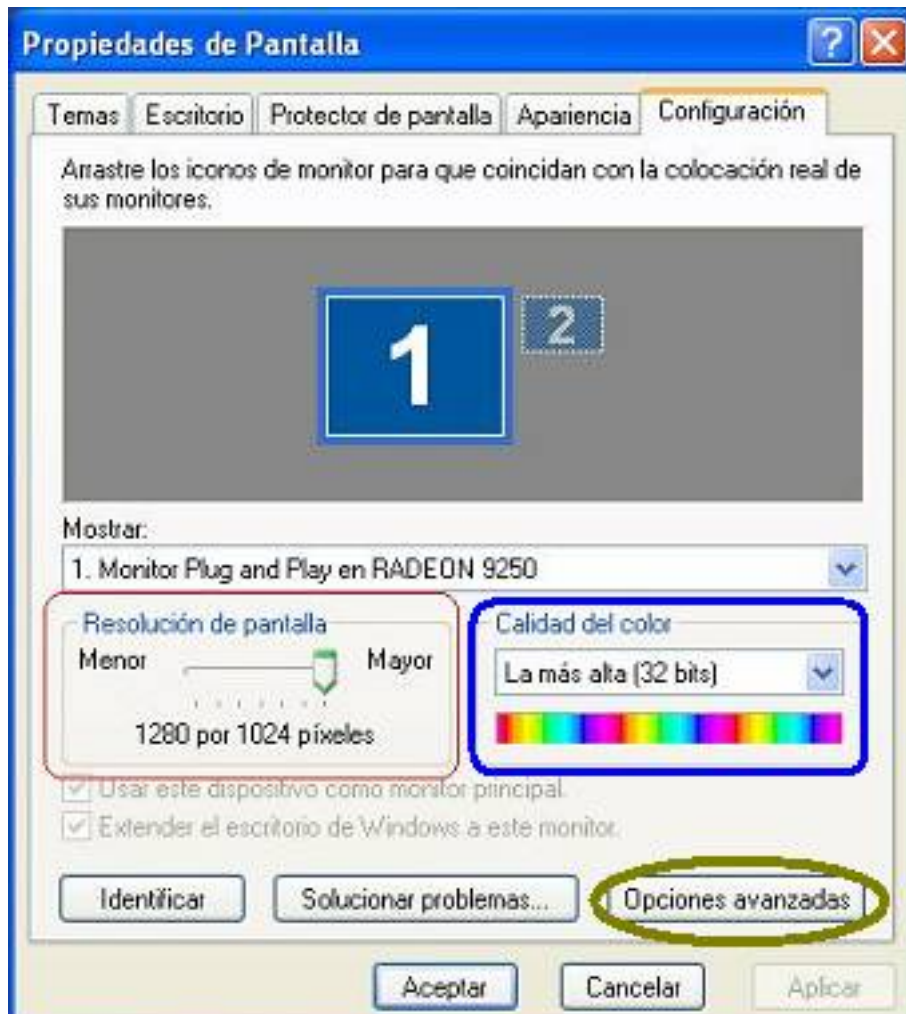 Propiedades de Pantalla
Temas Escritorio Protector de pantalla Apariencia Configuración
Arrastre los iconos de monitor para que coincidan con la colocación real de
sus monitores.
1 2
Mostrar:
1. Monitor Plug and Play en RADEON 9250
Resolución de pantalla
Menor Mayor
1280 por 1024 píxeles
Calidad del color
La más alta (32 bits)
Usar este dispositivo como monitor principal.
Extender el escritorio de Windows a este monitor.
Identificar Solucionar problemas... Opciones avanzadas
Aceptar Cancelar Aplicar